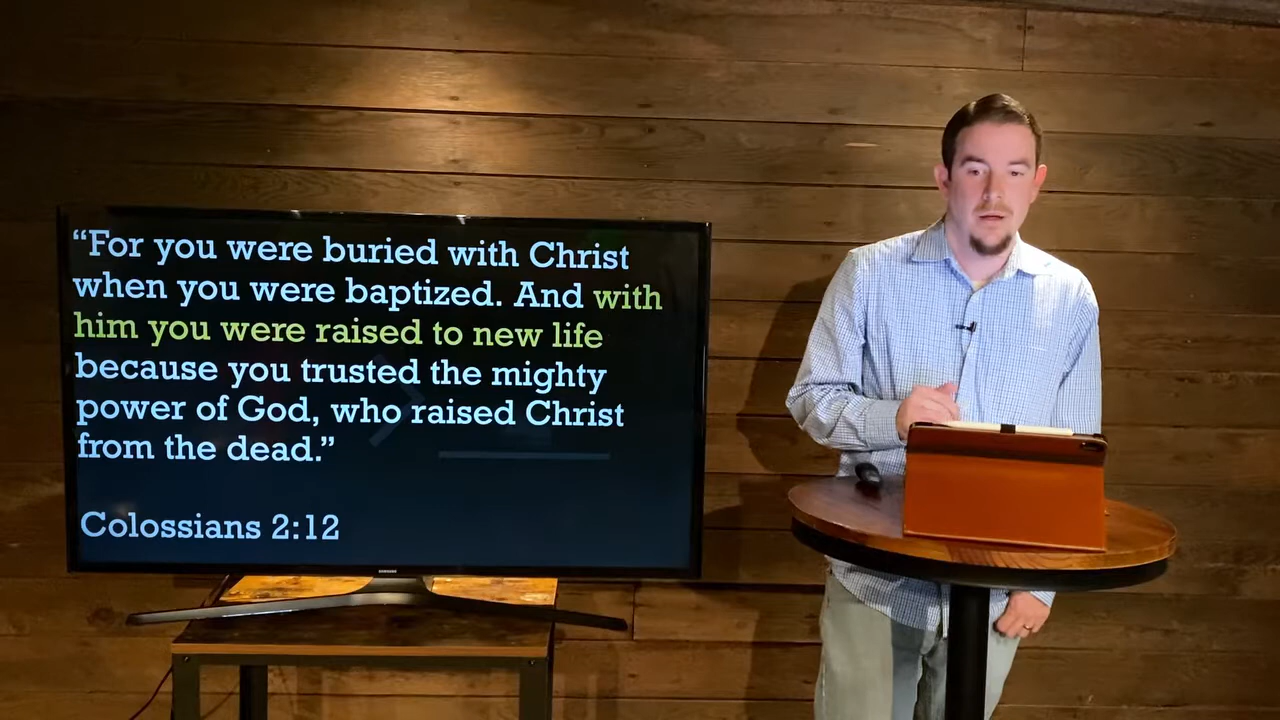 “For you were buried with Christ
when you were baptized. And with
him you were raised to new life
because you trusted the mighty
power of God, who raised Christ
from the dead.”
Colossians 2:12
SAMSUNG